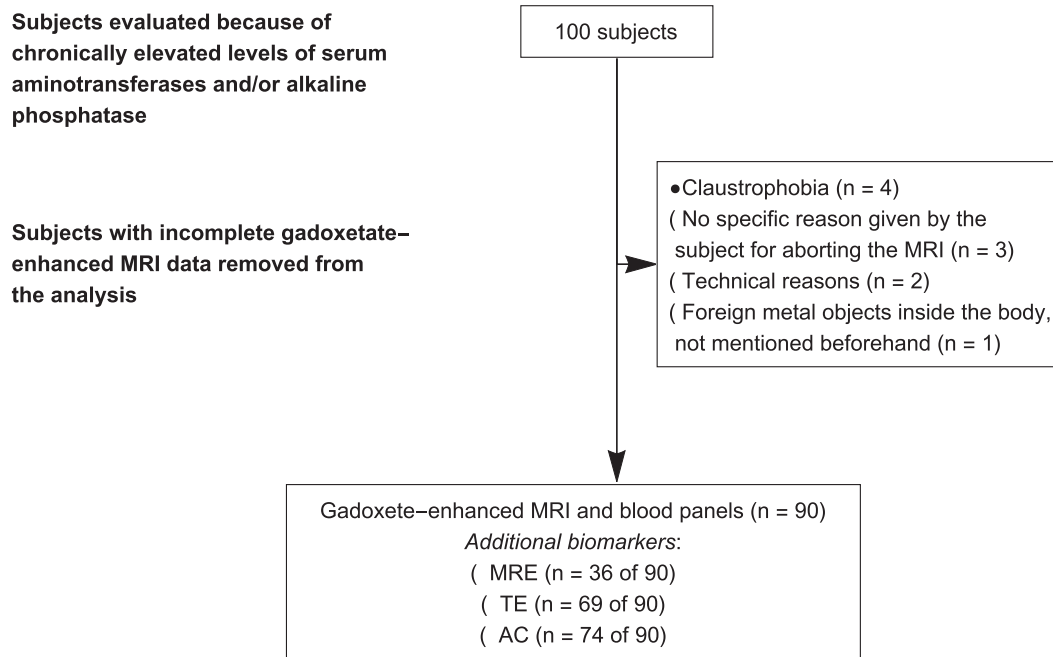 Subjects evaluated because of
chronically elevated levels of serum
aminotransferases and/or alkaline
phosphatase
100 subjects
Subjects with incomplete gadoxetate–
enhanced MRI data removed from
the analysis
●Claustrophobia (n = 4)
( No specific reason given by the
subject for aborting the MRI (n = 3)
( Technical reasons (n = 2)
( Foreign metal objects inside the body,
not mentioned beforehand (n = 1)
Gadoxete–enhanced MRI and blood panels (n = 90)
Additional biomarkers:
( MRE (n = 36 of 90)
( TE (n = 69 of 90)
( AC (n = 74 of 90)